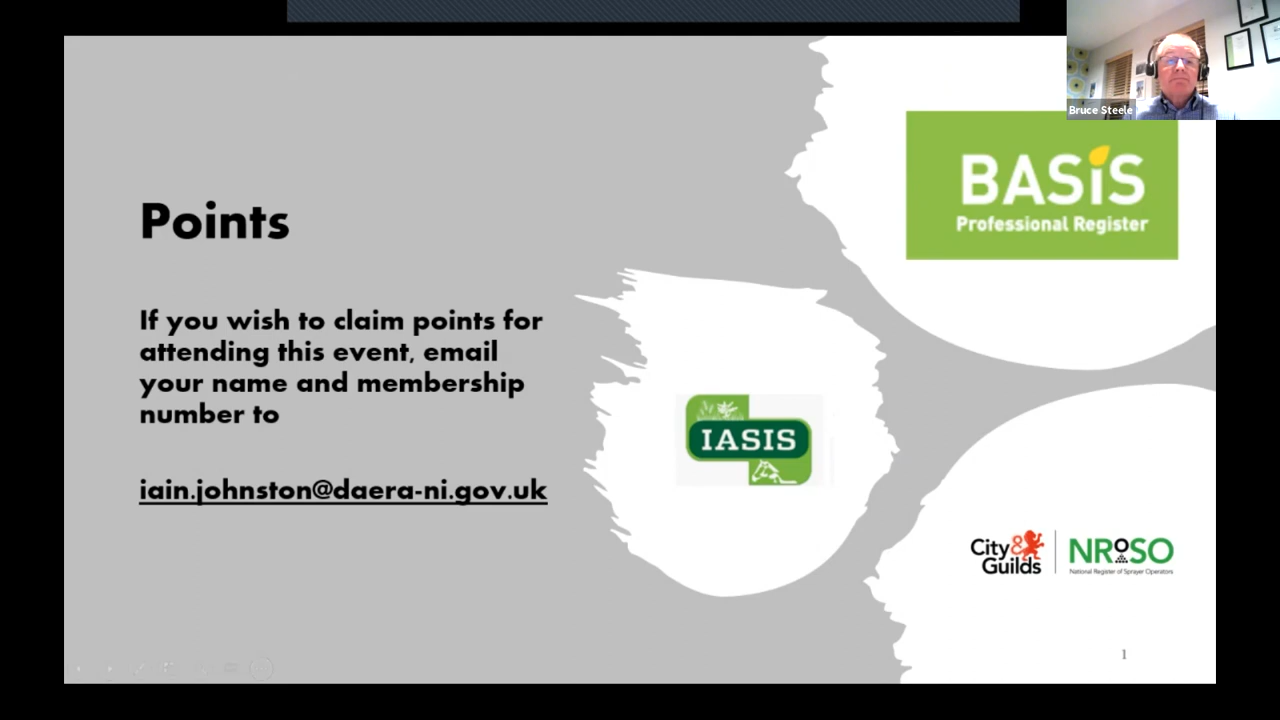 Bruce Steele
BASiS
Professional Register
Points
If you wish to claim points for
attending this event, email
your name and membership
number to
iain.johnston@daera-ni.gov.uk
IASIS
City&
Guilds
NRoSO
National Register of Sprayer Operators
1